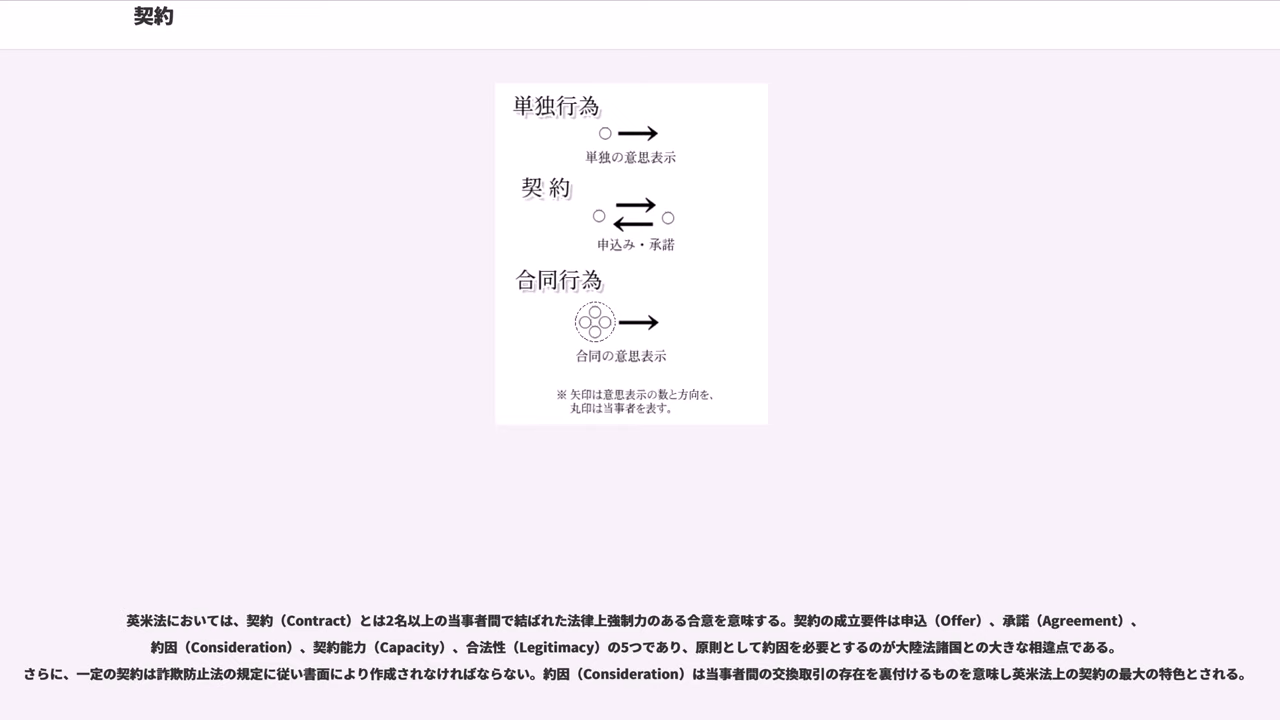 契約
単独行為
単独の意思表示
契 約
申込み・承諾
合同行為
合同の意思表示
※ 矢印は意思表示の数と方向を、
丸印は当事者を表す。
英米法においては、契約（Contract）とは2名以上の当事者間で結ばれた法律上強制力のある合意を意味する。契約の成立要件は申込（Offer）、承諾（Agreement）、
約因（Consideration）、契約能力（Capacity）、合法性（Legitimacy）の5つであり、原則として約因を必要とするのが大陸法諸国との大きな相違点である。
さらに、一定の契約は詐欺防止法の規定に従い書面により作成されなければならない。約因（Consideration）は当事者間の交換取引の存在を裏付けるものを意味し英米法上の契約の最大の特色とされる。